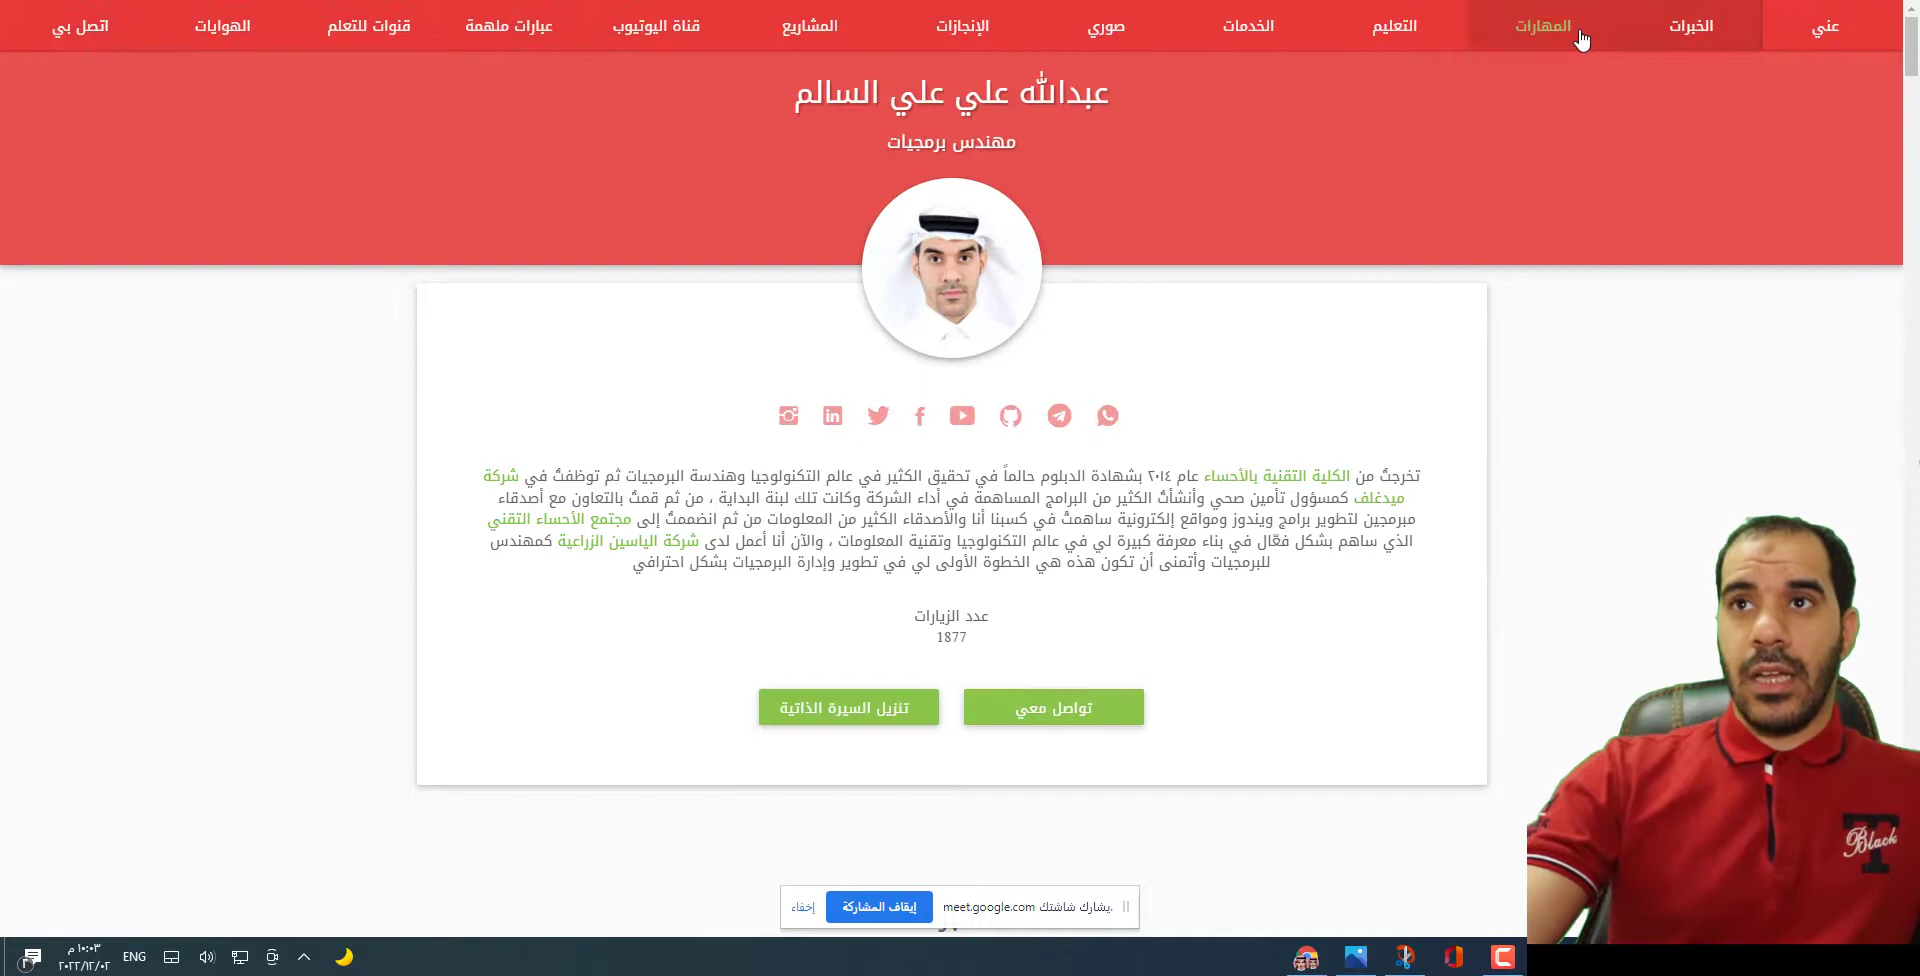 عني الخبرات المهارات التعليم الخدمات صوري الإنجازات المشاريع قناة اليوتيوب عبارات ملهمة قنوات للتعلم الهوايات اتصل بي
عبدالله علي علي السالم
مهندس برمجيات
تخرجتُ من الكلية التقنية بالأحساء عام ٢٠١٤ بشهادة الدبلوم حالماً في تحقيق الكثير في عالم التكنولوجيا وهندسة البرمجيات ثم توظفتُ في شركة
ميدغلف كمسؤول تأمين صحي وأنشأتُ الكثير من البرامج المساهمة في أداء الشركة وكانت تلك لبنة البداية ، من ثم قمتُ بالتعاون مع أصدقاء
مبرمجين لتطوير برامج ويندوز ومواقع إلكترونية ساهمتْ في كسبنا أنا والأصدقاء الكثير من المعلومات من ثم انضممتُ إلى مجتمع الأحساء التقني
الذي ساهم بشكل فعّال في بناء معرفة كبيرة لي في عالم التكنولوجيا وتقنية المعلومات ، والآن أنا أعمل لدى شركة الياسين الزراعية كمهندس
للبرمجيات وأتمنى أن تكون هذه هي الخطوة الأولى لي في تطوير وإدارة البرمجيات بشكل احترافي
عدد الزيارات
1877
تواصل معي
تنزيل السيرة الذاتية
يشارك شاشتك meet.google.com.
إيقاف المشاركة
إخفاء
Black
ENG
١٠:٠٣ م
٢٠٢٢/١٢/٠٢